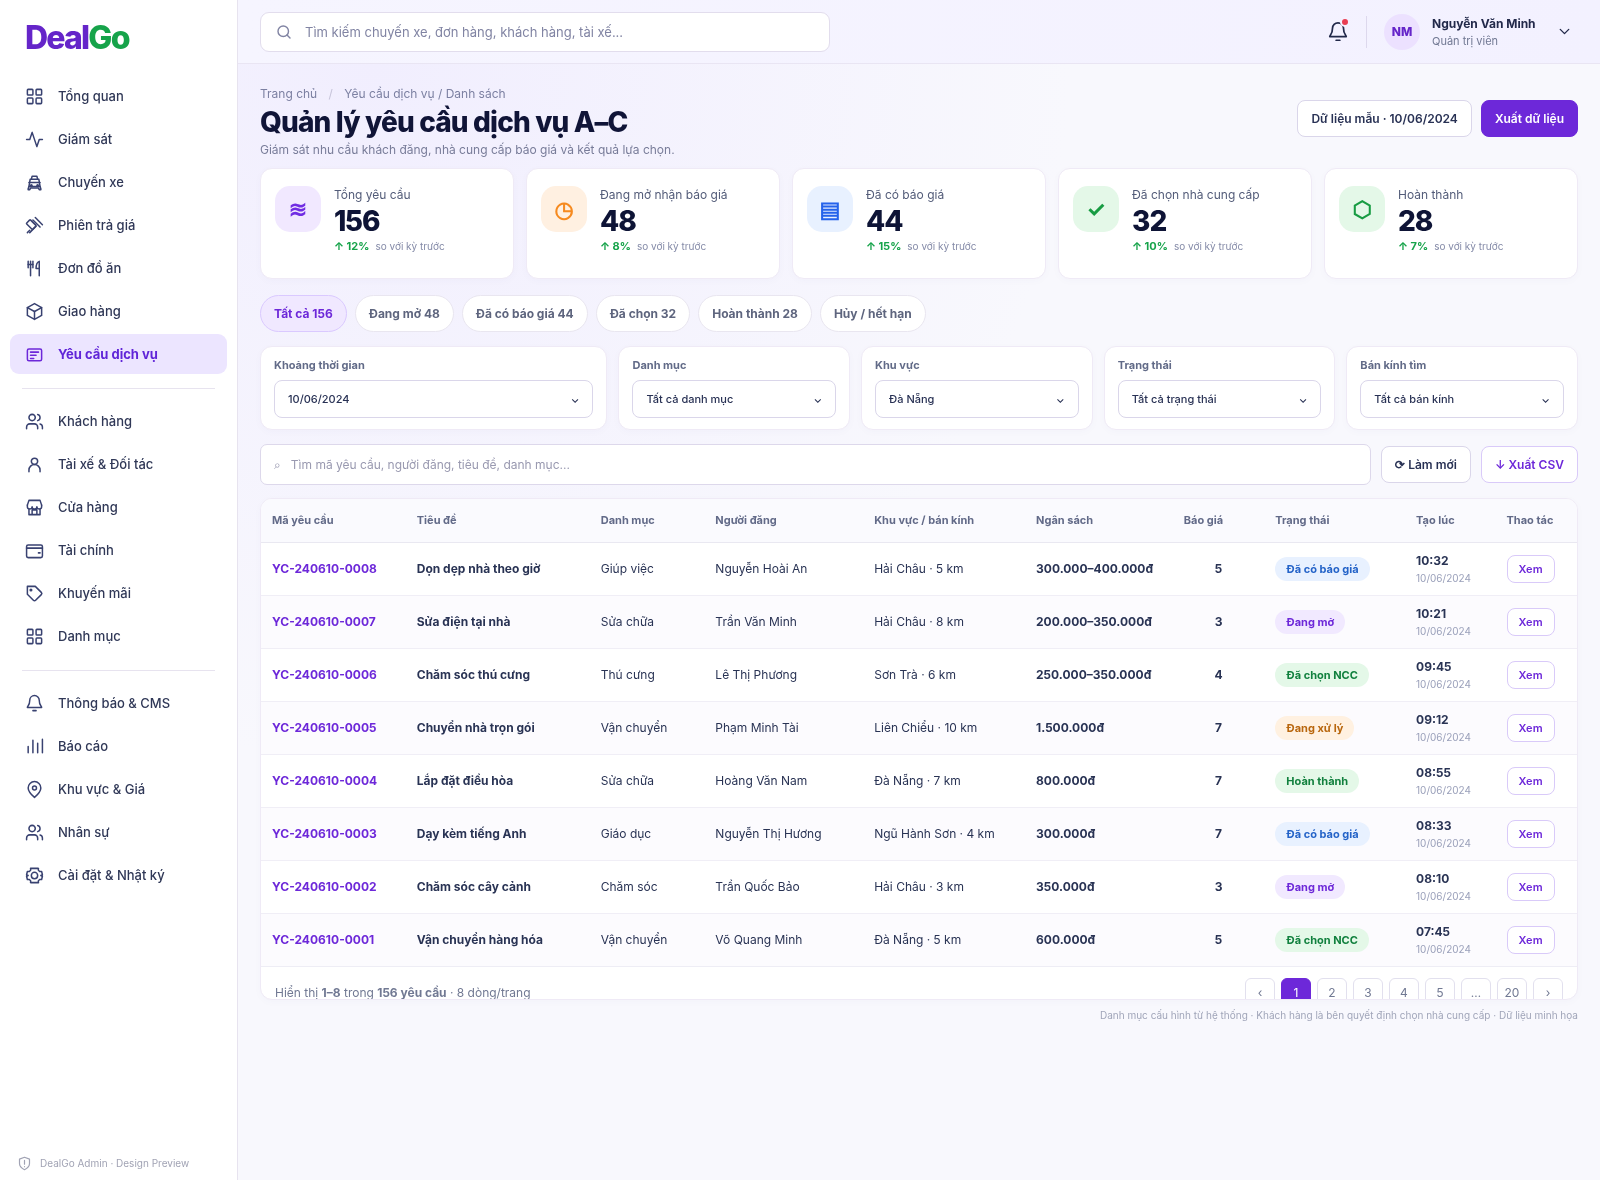 DealGo
Tổng quan
Giám sát
Chuyến xe
Phiên trả giá
Đơn đồ ăn
Giao hàng
Yêu cầu dịch vụ
Khách hàng
Tài xế & Đối tác
Cửa hàng
Tài chính
Khuyến mãi
Danh mục
Thông báo & CMS
Báo cáo
Khu vực & Giá
Nhân sự
Cài đặt & Nhật ký
DealGo Admin · Design Preview
Tìm kiếm chuyến xe, đơn hàng, khách hàng, tài xế...
NM
Nguyễn Văn Minh
Quản trị viên
Trang chủ / Yêu cầu dịch vụ / Danh sách
Quản lý yêu cầu dịch vụ A–C
Giám sát nhu cầu khách đăng, nhà cung cấp báo giá và kết quả lựa chọn.
Dữ liệu mẫu · 10/06/2024
Xuất dữ liệu
Tổng yêu cầu
156
↑ 12% so với kỳ trước
Đang mở nhận báo giá
48
↑ 8% so với kỳ trước
Đã có báo giá
44
↑ 15% so với kỳ trước
Đã chọn nhà cung cấp
32
↑ 10% so với kỳ trước
Hoàn thành
28
↑ 7% so với kỳ trước
Tất cả 156
Đang mở 48
Đã có báo giá 44
Đã chọn 32
Hoàn thành 28
Hủy / hết hạn
Khoảng thời gian
10/06/2024
Danh mục
Tất cả danh mục
Khu vực
Đà Nẵng
Trạng thái
Tất cả trạng thái
Bán kính tìm
Tất cả bán kính
Tìm mã yêu cầu, người đăng, tiêu đề, danh mục...
⟳ Làm mới
↓ Xuất CSV
Mã yêu cầu Tiêu đề Danh mục Người đăng Khu vực / bán kính Ngân sách Báo giá Trạng thái Tạo lúc Thao tác
YC-240610-0008 Dọn dẹp nhà theo giờ Giúp việc Nguyễn Hoài An Hải Châu · 5 km 300.000–400.000đ 5 Đã có báo giá 10:32 10/06/2024 Xem
YC-240610-0007 Sửa điện tại nhà Sửa chữa Trần Văn Minh Hải Châu · 8 km 200.000–350.000đ 3 Đang mở 10:21 10/06/2024 Xem
YC-240610-0006 Chăm sóc thú cưng Thú cưng Lê Thị Phương Sơn Trà · 6 km 250.000–350.000đ 4 Đã chọn NCC 09:45 10/06/2024 Xem
YC-240610-0005 Chuyển nhà trọn gói Vận chuyển Phạm Minh Tài Liên Chiểu · 10 km 1.500.000đ 7 Đang xử lý 09:12 10/06/2024 Xem
YC-240610-0004 Lắp đặt điều hòa Sửa chữa Hoàng Văn Nam Đà Nẵng · 7 km 800.000đ 7 Hoàn thành 08:55 10/06/2024 Xem
YC-240610-0003 Dạy kèm tiếng Anh Giáo dục Nguyễn Thị Hương Ngũ Hành Sơn · 4 km 300.000đ 7 Đã có báo giá 08:33 10/06/2024 Xem
YC-240610-0002 Chăm sóc cây cảnh Chăm sóc Trần Quốc Bảo Hải Châu · 3 km 350.000đ 3 Đang mở 08:10 10/06/2024 Xem
YC-240610-0001 Vận chuyển hàng hóa Vận chuyển Võ Quang Minh Đà Nẵng · 5 km 600.000đ 5 Đã chọn NCC 07:45 10/06/2024 Xem
Hiển thị 1–8 trong 156 yêu cầu · 8 dòng/trang
‹ 1 2 3 4 5 ... 20 ›
Danh mục cấu hình từ hệ thống · Khách hàng là bên quyết định chọn nhà cung cấp · Dữ liệu minh họa